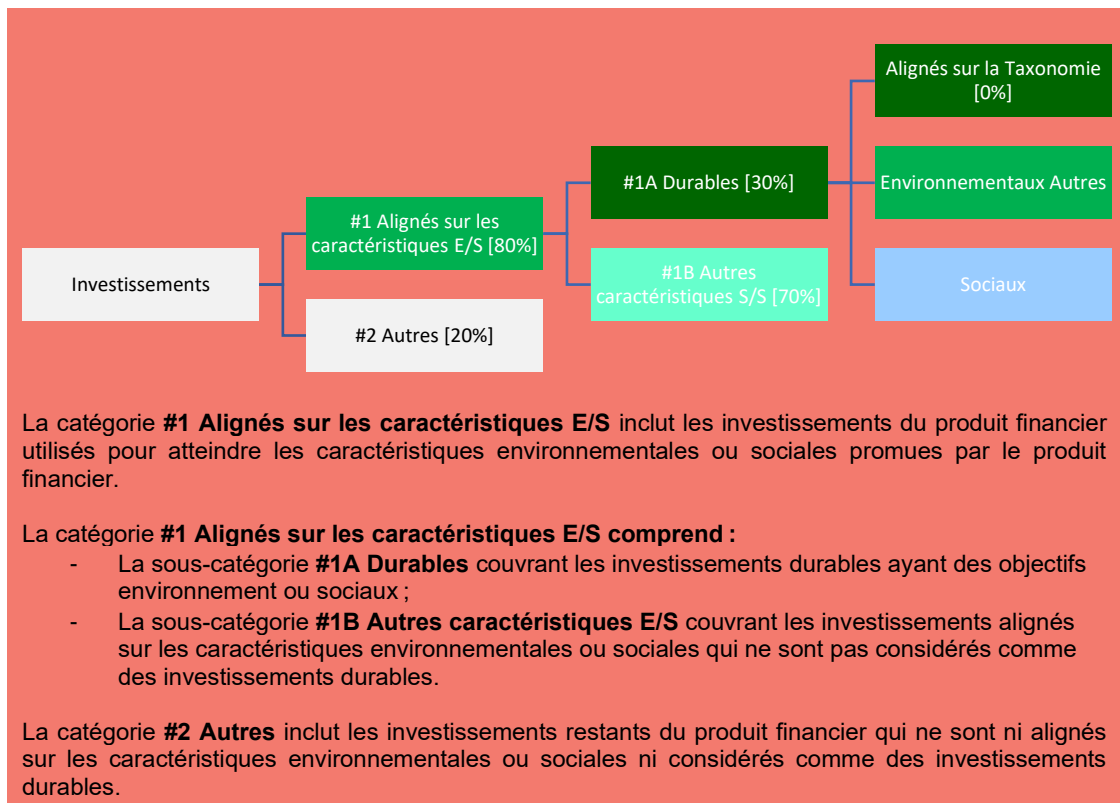 Alignés sur la Taxonomie
[0%]
#1A Durables [30%]
Environnementaux Autres
#1 Alignés sur les
caractéristiques E/S [80%]
Investissements
#1B Autres
caractéristiques S/S [70%]
Sociaux
#2 Autres [20%]
La catégorie #1 Alignés sur les caractéristiques E/S inclut les investissements du produit financier
utilisés pour atteindre les caractéristiques environnementales ou sociales promues par le produit
financier.
La catégorie #1 Alignés sur les caractéristiques E/S comprend :
- La sous-catégorie #1A Durables couvrant les investissements durables ayant des objectifs
environnement ou sociaux ;
- La sous-catégorie #1B Autres caractéristiques E/S couvrant les investissements alignés
sur les caractéristiques environnementales ou sociales qui ne sont pas considérés comme
des investissements durables.
La catégorie #2 Autres inclut les investissements restants du produit financier qui ne sont ni alignés
sur les caractéristiques environnementales ou sociales ni considérés comme des investissements
durables.